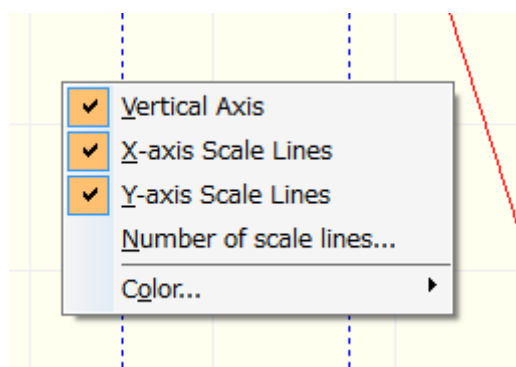 Vertical Axis
X-axis Scale Lines
Y-axis Scale Lines
Number of scale lines...
Color...